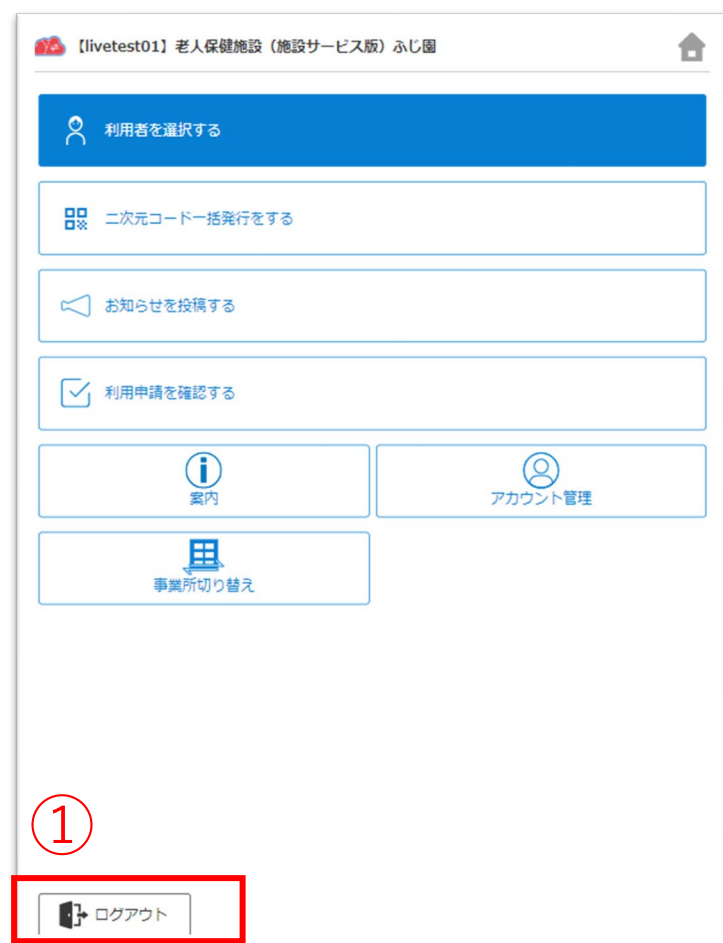 【livetest01】老人保健施設（施設サービス版）ふじ園
利用者を選択する
二次元コード一括発行をする
お知らせを投稿する
利用申請を確認する
案内
アカウント管理
事業所切り替え
①
ログアウト